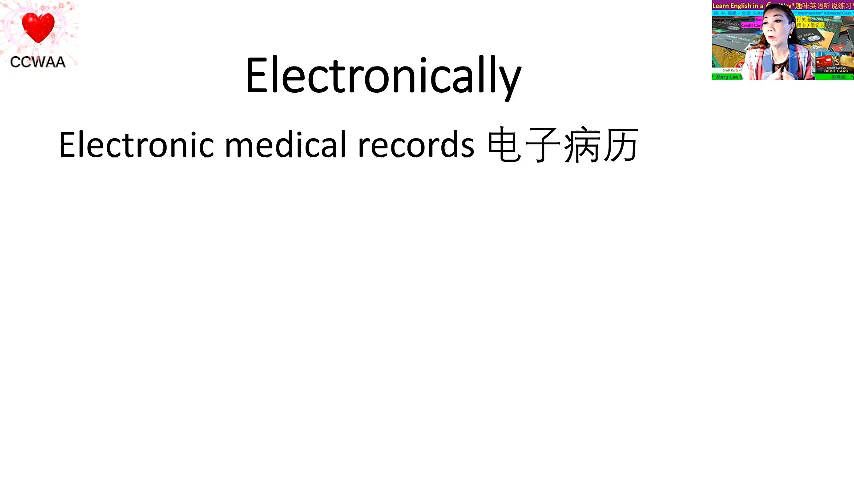 CCWAA
Electronically
Electronic medical records 电子病历
Learn English in a